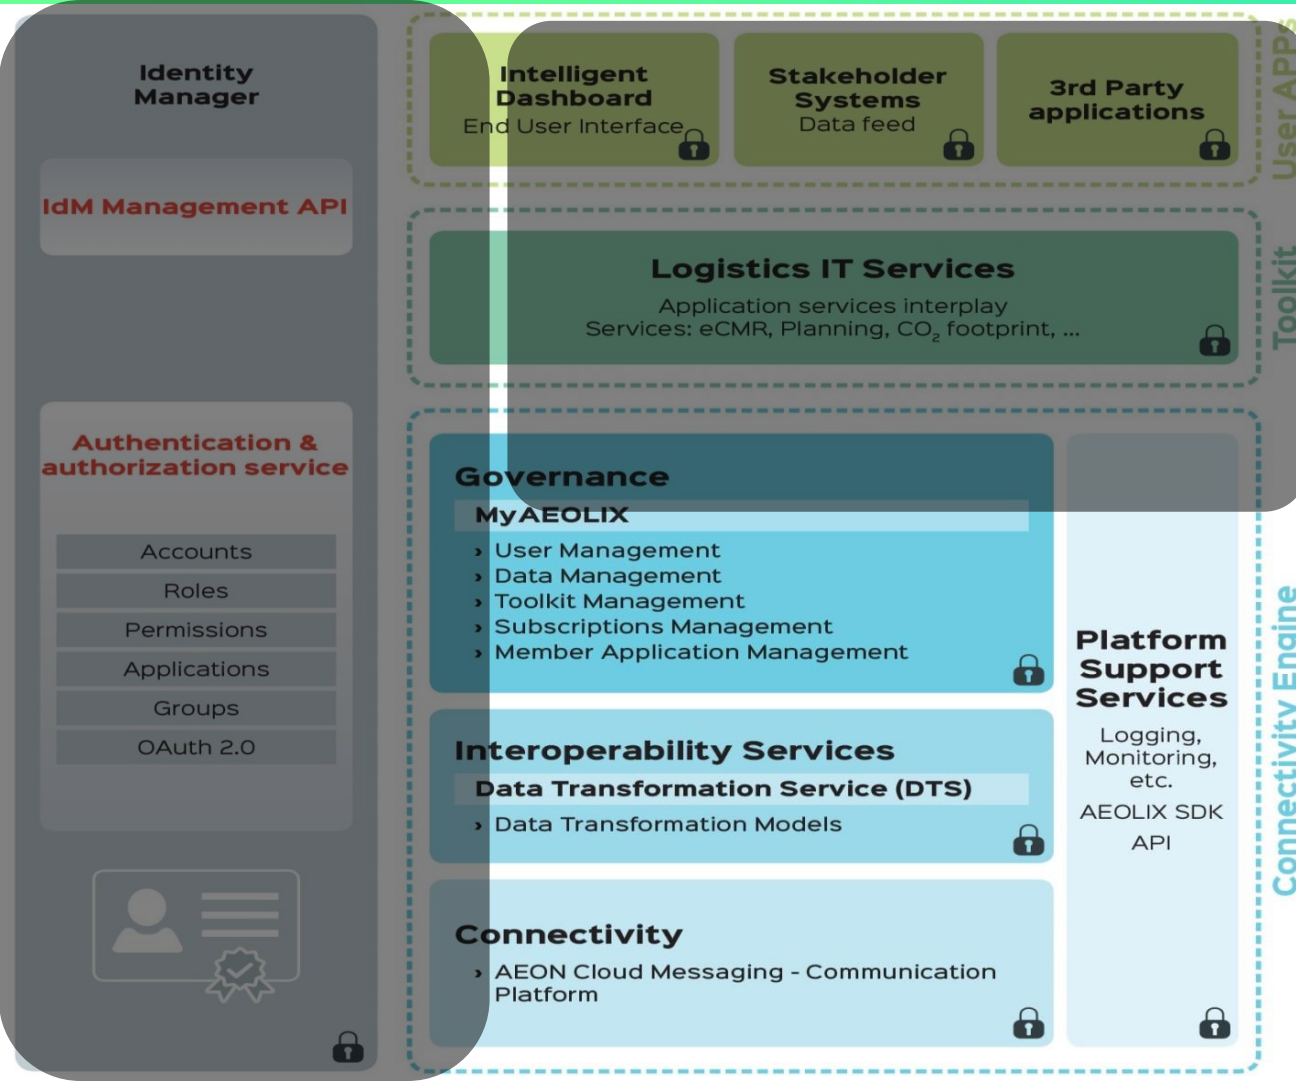 Identity
Manager
IdM Management API
Authentication &
authorization service
Accounts
Roles
Permissions
Applications
Groups
OAuth 2.0
Intelligent
Dashboard
End User Interface
Stakeholder
Systems
Data feed
3rd Party
applications
User APPs
Logistics IT Services
Application services interplay
Services: eCMR, Planning, CO₂ footprint, ...
Toolkit
Governance
MyAEOLIX
› User Management
› Data Management
› Toolkit Management
› Subscriptions Management
› Member Application Management
Interoperability Services
Data Transformation Service (DTS)
› Data Transformation Models
Connectivity
› AEON Cloud Messaging - Communication
Platform
Platform
Support
Services
Logging,
Monitoring,
etc.
AEOLIX SDK
API
Connectivity Engine